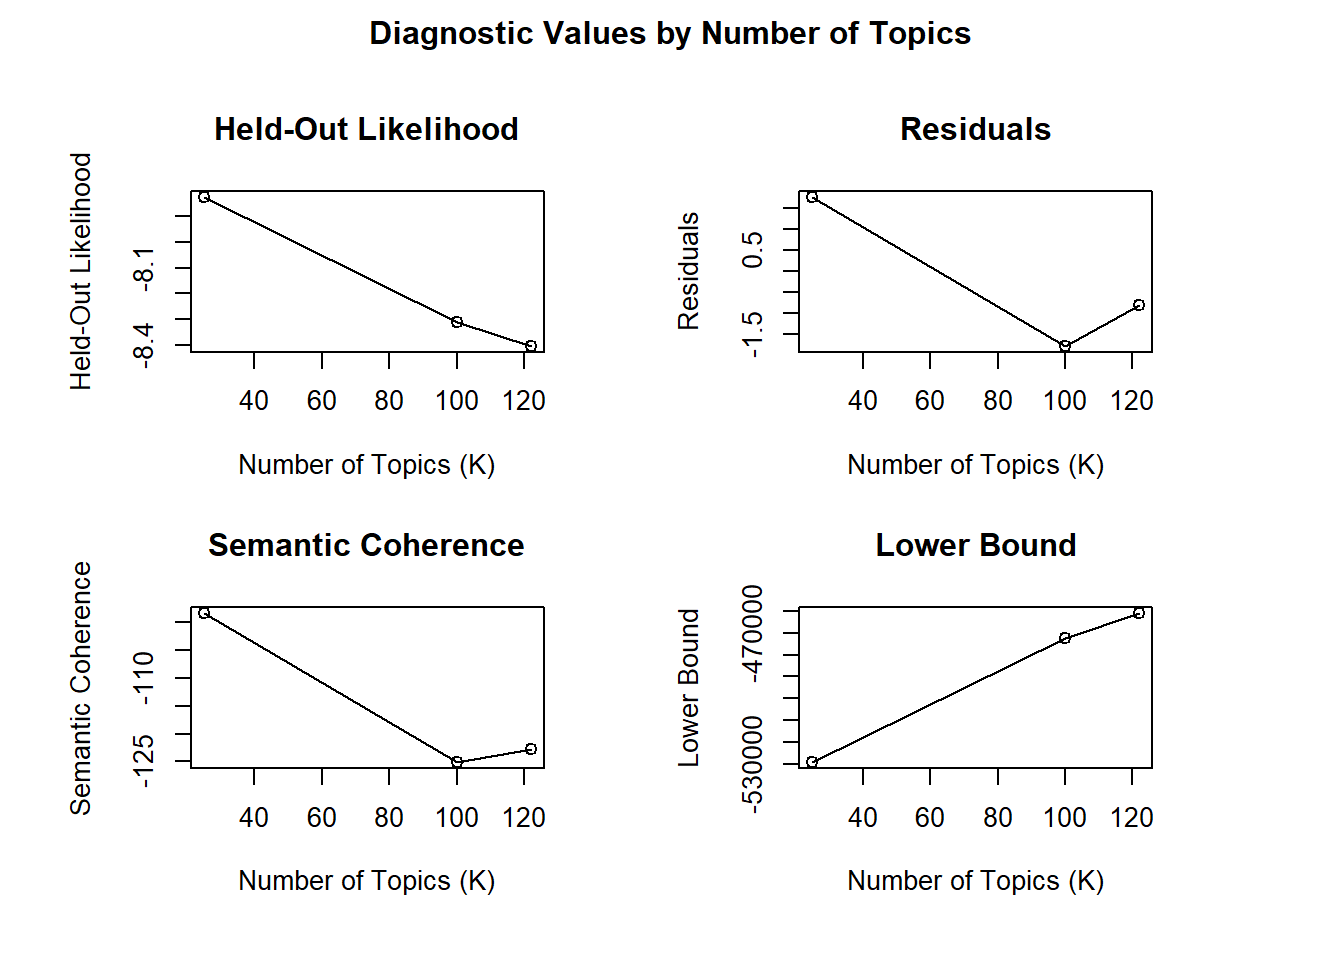 Diagnostic Values by Number of Topics
Held-Out Likelihood
Held-Out Likelihood
-8.1
-8.4
40 60 80 100 120
Number of Topics (K)
Residuals
Residuals
0.5
-1.5
40 60 80 100 120
Number of Topics (K)
Semantic Coherence
Semantic Coherence
-110
-125
40 60 80 100 120
Number of Topics (K)
Lower Bound
Lower Bound
-470000
-530000
40 60 80 100 120
Number of Topics (K)